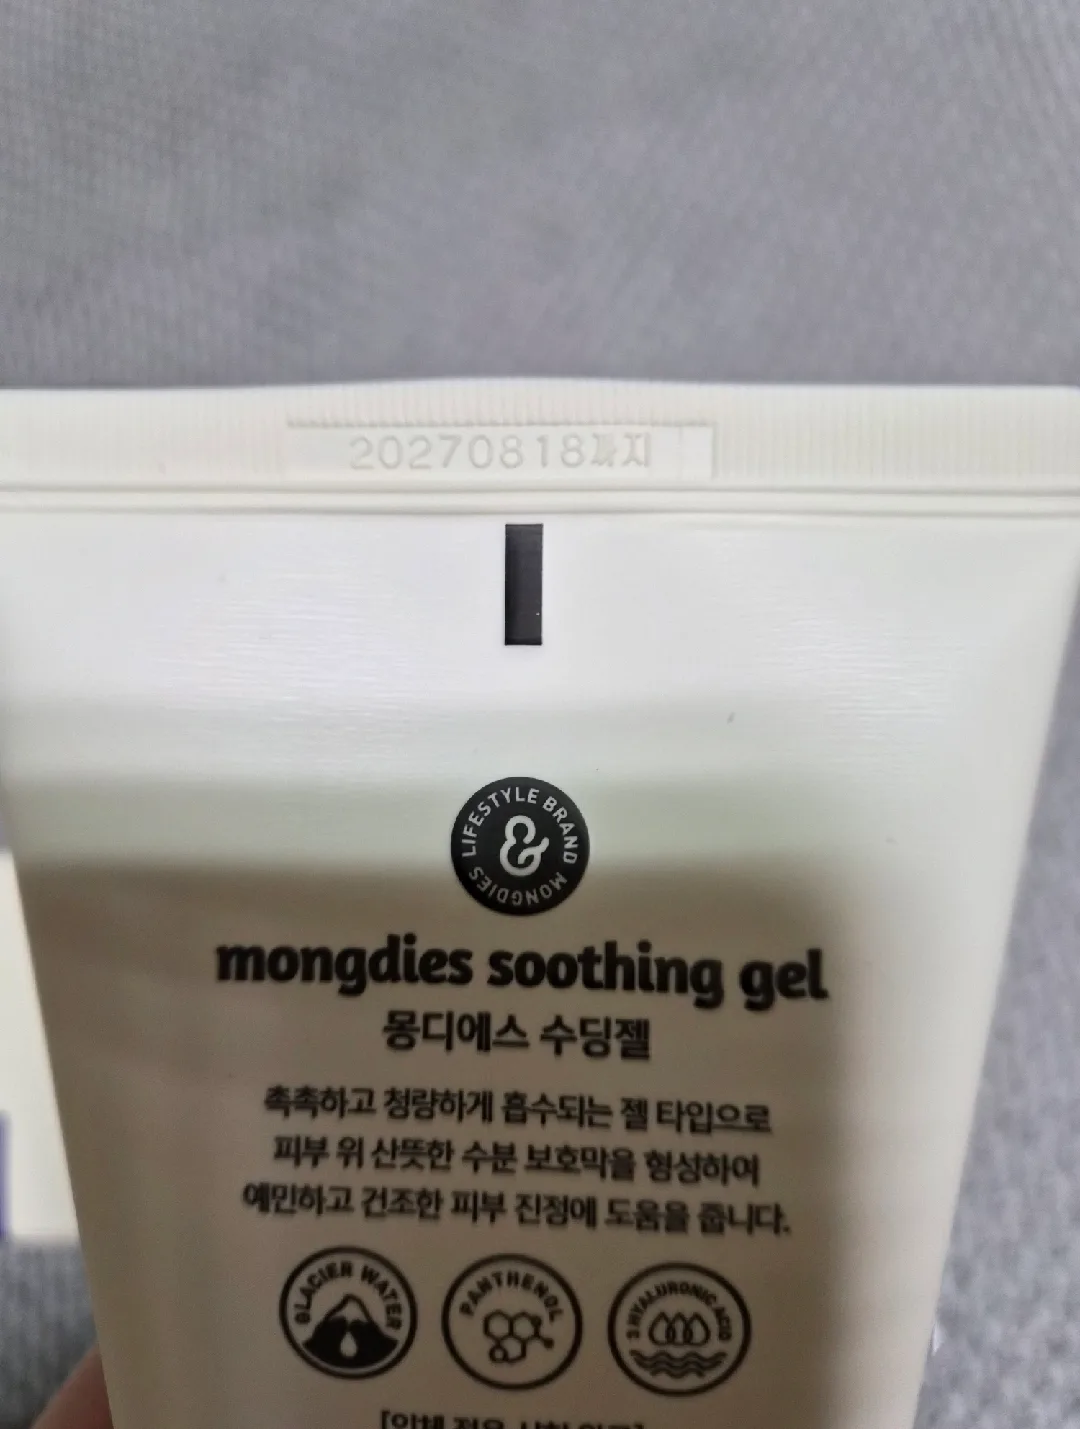 20270818까지
LIFESTYLE BRAND MONGDIES
&
mongdies soothing gel
몽디에스 수딩젤
촉촉하고 청량하게 흡수되는 젤 타입으로
피부 위 산뜻한 수분 보호막을 형성하여
예민하고 건조한 피부 진정에 도움을 줍니다.
GLACIER WATER
PANTHENOL
3 HYALURONIC ACID